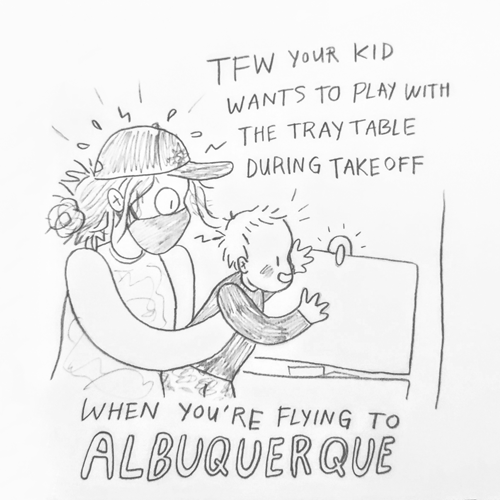 TFW YOUR KID
WANTS TO PLAY WITH
THE TRAY TABLE
DURING TAKEOFF
WHEN YOU'RE FLYING TO
ALBUQUERQUE